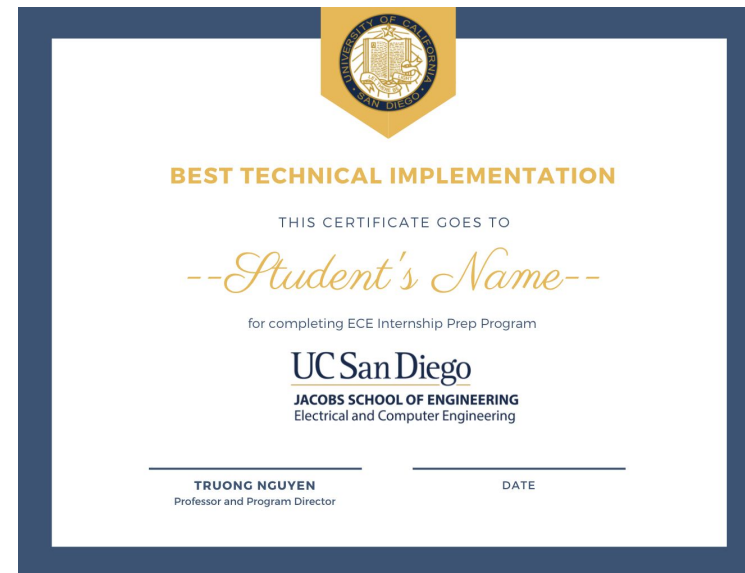 UNIVERSITY OF CALIFORNIA
SAN DIEGO
BEST TECHNICAL IMPLEMENTATION
THIS CERTIFICATE GOES TO
--Student's Name--
for completing ECE Internship Prep Program
UC San Diego
JACOBS SCHOOL OF ENGINEERING
Electrical and Computer Engineering
TRUONG NGUYEN
Professor and Program Director
DATE